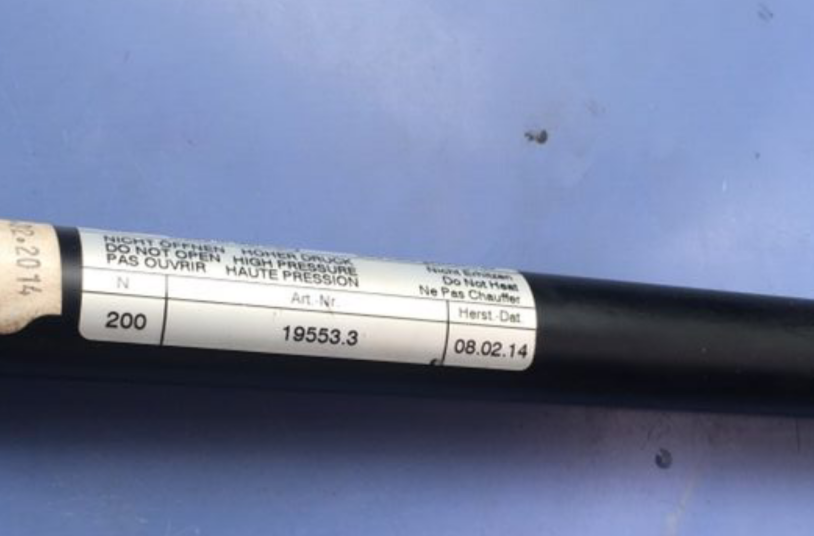 02.2014
NICHT ÖFFNEN HOHER DRUCK
DO NOT OPEN HIGH PRESSURE
PAS OUVRIR HAUTE PRESSION
Nicht Erhitzen
Do Not Heat
Ne Pas Chauffer
N Art.-Nr. Herst.-Dat.
200 19553.3 08.02.14